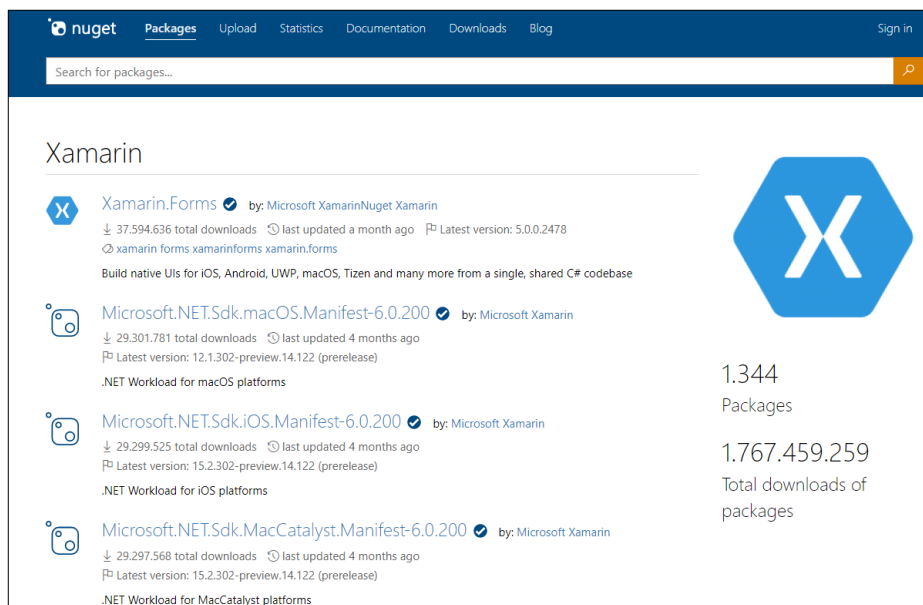 nuget Packages Upload Statistics Documentation Downloads Blog Sign in
Search for packages...
Xamarin
Xamarin.Forms by: Microsoft XamarinNuget Xamarin
37.594.636 total downloads last updated a month ago Latest version: 5.0.0.2478
xamarin forms xamarinforms xamarin.forms
Build native UIs for iOS, Android, UWP, macOS, Tizen and many more from a single, shared C# codebase
Microsoft.NET.Sdk.macOS.Manifest-6.0.200 by: Microsoft Xamarin
29.301.781 total downloads last updated 4 months ago
Latest version: 12.1.302-preview.14.122 (prerelease)
.NET Workload for macOS platforms
Microsoft.NET.Sdk.iOS.Manifest-6.0.200 by: Microsoft Xamarin
29.299.525 total downloads last updated 4 months ago
Latest version: 15.2.302-preview.14.122 (prerelease)
.NET Workload for iOS platforms
Microsoft.NET.Sdk.MacCatalyst.Manifest-6.0.200 by: Microsoft Xamarin
29.297.568 total downloads last updated 4 months ago
Latest version: 15.2.302-preview.14.122 (prerelease)
.NET Workload for MacCatalyst platforms
1.344
Packages
1.767.459.259
Total downloads of
packages